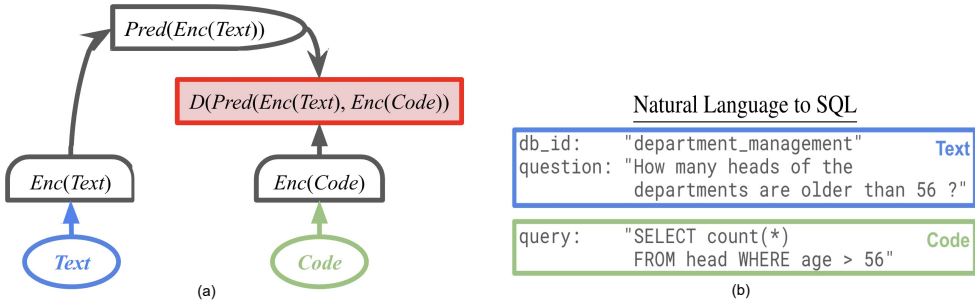 Pred(Enc(Text))
D(Pred(Enc(Text), Enc(Code))
Enc(Text)
Enc(Code)
Text
Code
(a)
Natural Language to SQL
db_id: "department_management"
Text
question: "How many heads of the
departments are older than 56 ?"
query: "SELECT count(*)
Code
FROM head WHERE age > 56"
(b)